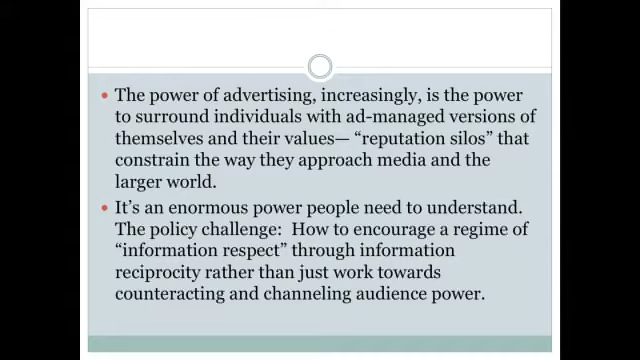 The power of advertising, increasingly, is the power
to surround individuals with ad-managed versions of
themselves and their values— “reputation silos” that
constrain the way they approach media and the
larger world.
It’s an enormous power people need to understand.
The policy challenge:  How to encourage a regime of
“information respect” through information
reciprocity rather than just work towards
counteracting and channeling audience power.